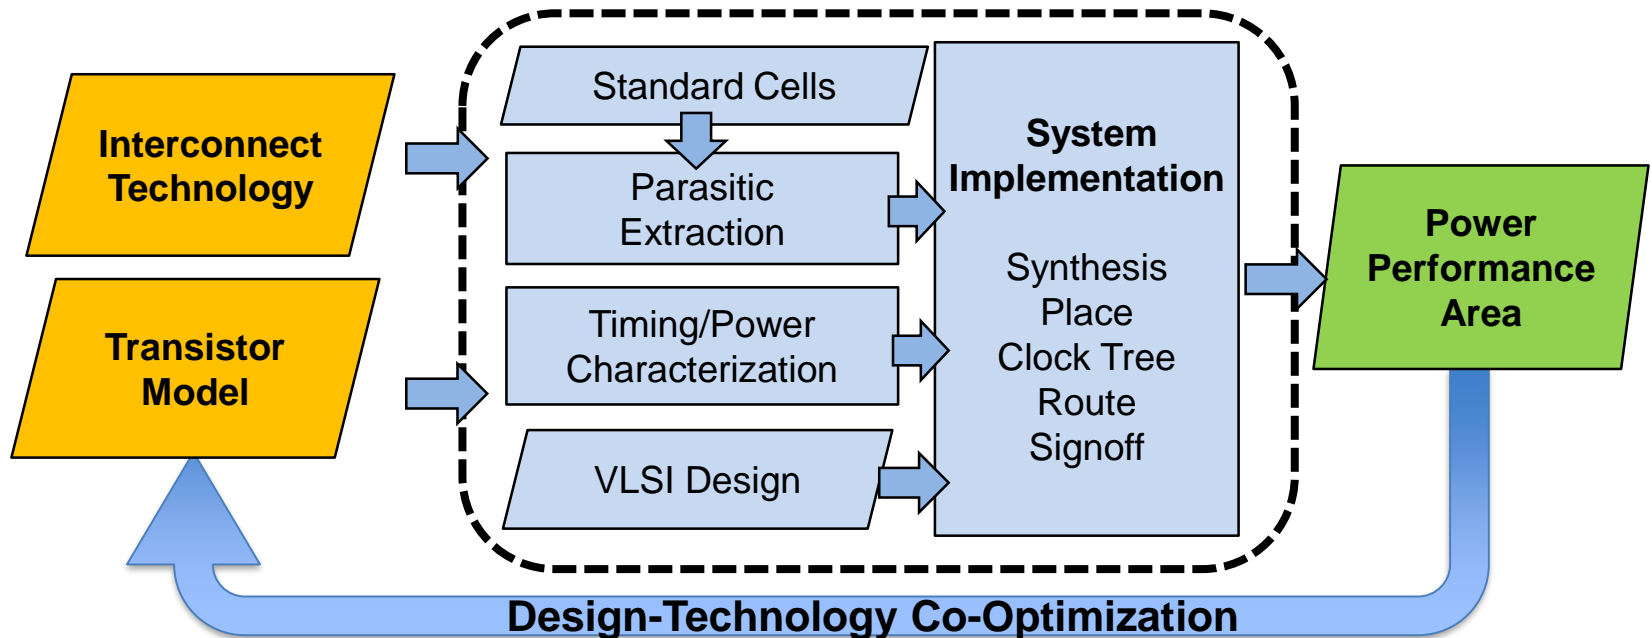 Interconnect
Technology
Transistor
Model
Standard Cells
Parasitic
Extraction
Timing/Power
Characterization
VLSI Design
System
Implementation
Synthesis
Place
Clock Tree
Route
Signoff
Power
Performance
Area
Design-Technology Co-Optimization